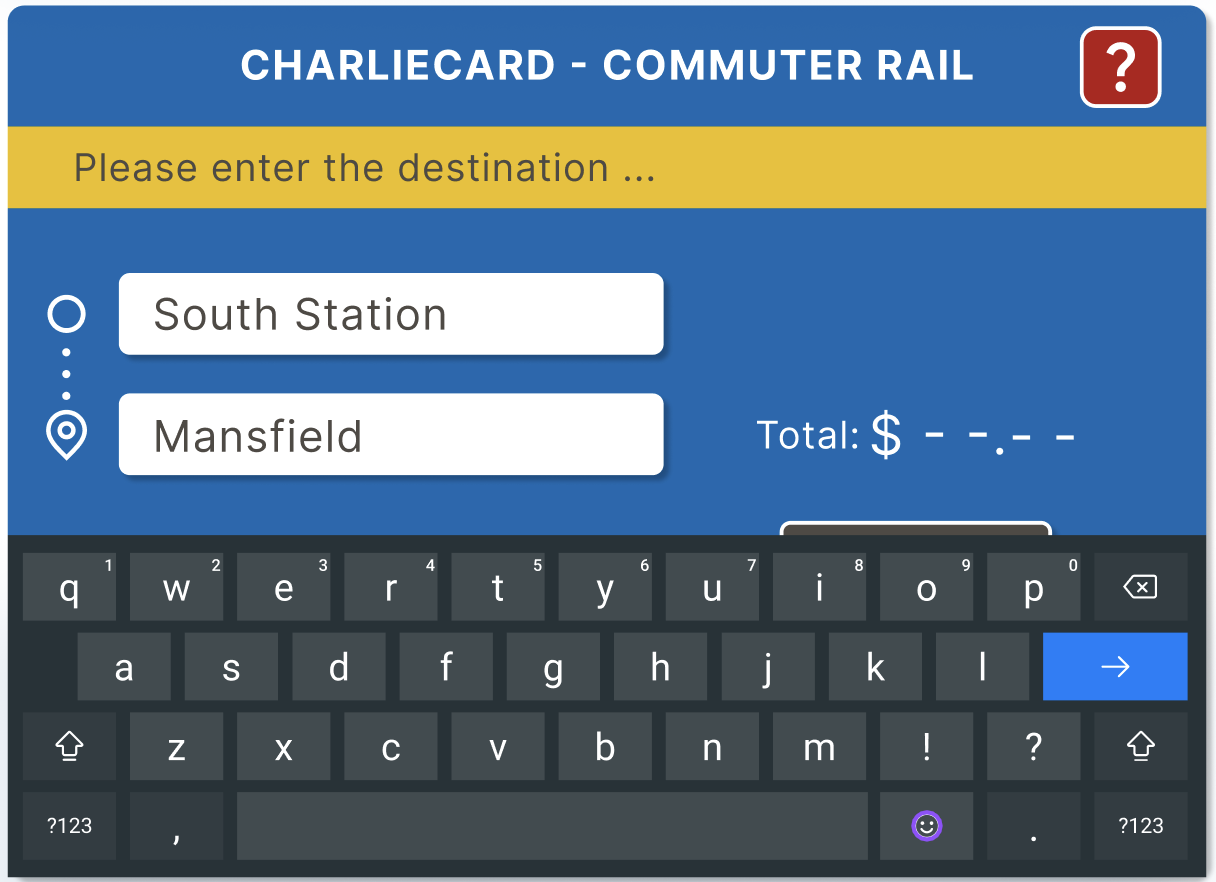 CHARLIECARD - COMMUTER RAIL ?
Please enter the destination ...
South Station
Mansfield
Total: $ - -.- -
q 1 w 2 e 3 r 4 t 5 y 6 u 7 i 8 o 9 p 0
a s d f g h j k l
z x c v b n m ! ?
?123 , . ?123